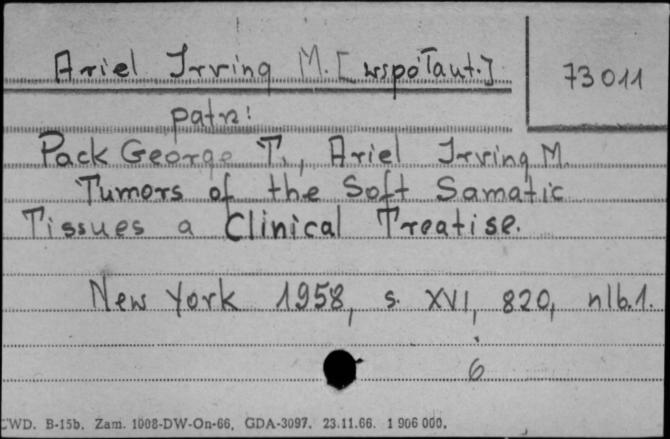 Ariel Irving M. [współaut.]
73011
patrz:
Pack George T., Ariel Irving M.
Tumors of the Soft Samatic
Tissues a Clinical Treatise.
New York 1958, s. XVI, 820, nlb.1.
6
CWD. B-15b. Zam. 1008-DW-On-66. GDA-3097. 23.11.66. 1 906 000.